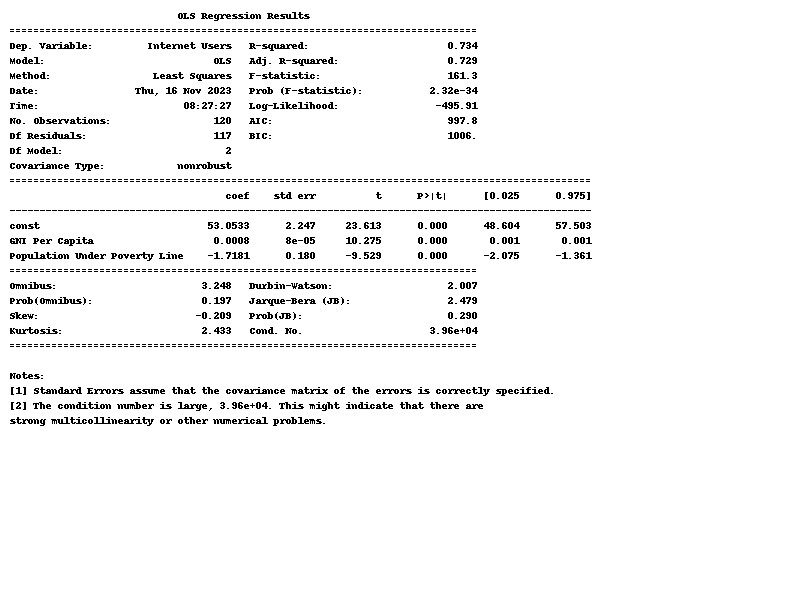 OLS Regression Results
==============================================================================
Dep. Variable: Internet Users R-squared: 0.734
Model: OLS Adj. R-squared: 0.729
Method: Least Squares F-statistic: 161.3
Date: Thu, 16 Nov 2023 Prob (F-statistic): 2.32e-34
Time: 08:27:27 Log-Likelihood: -495.91
No. Observations: 120 AIC: 997.8
Df Residuals: 117 BIC: 1006.
Df Model: 2
Covariance Type: nonrobust
=================================================================================================
coef std err t P>|t| [0.025 0.975]
-------------------------------------------------------------------------------------------------
const 53.0533 2.247 23.613 0.000 48.604 57.503
GNI Per Capita 0.0008 8e-05 10.275 0.000 0.001 0.001
Population Under Poverty Line -1.7181 0.180 -9.529 0.000 -2.075 -1.361
==============================================================================
Omnibus: 3.248 Durbin-Watson: 2.007
Prob(Omnibus): 0.197 Jarque-Bera (JB): 2.479
Skew: -0.209 Prob(JB): 0.290
Kurtosis: 2.433 Cond. No. 3.96e+04
==============================================================================
Notes:
[1] Standard Errors assume that the covariance matrix of the errors is correctly specified.
[2] The condition number is large, 3.96e+04. This might indicate that there are
strong multicollinearity or other numerical problems.